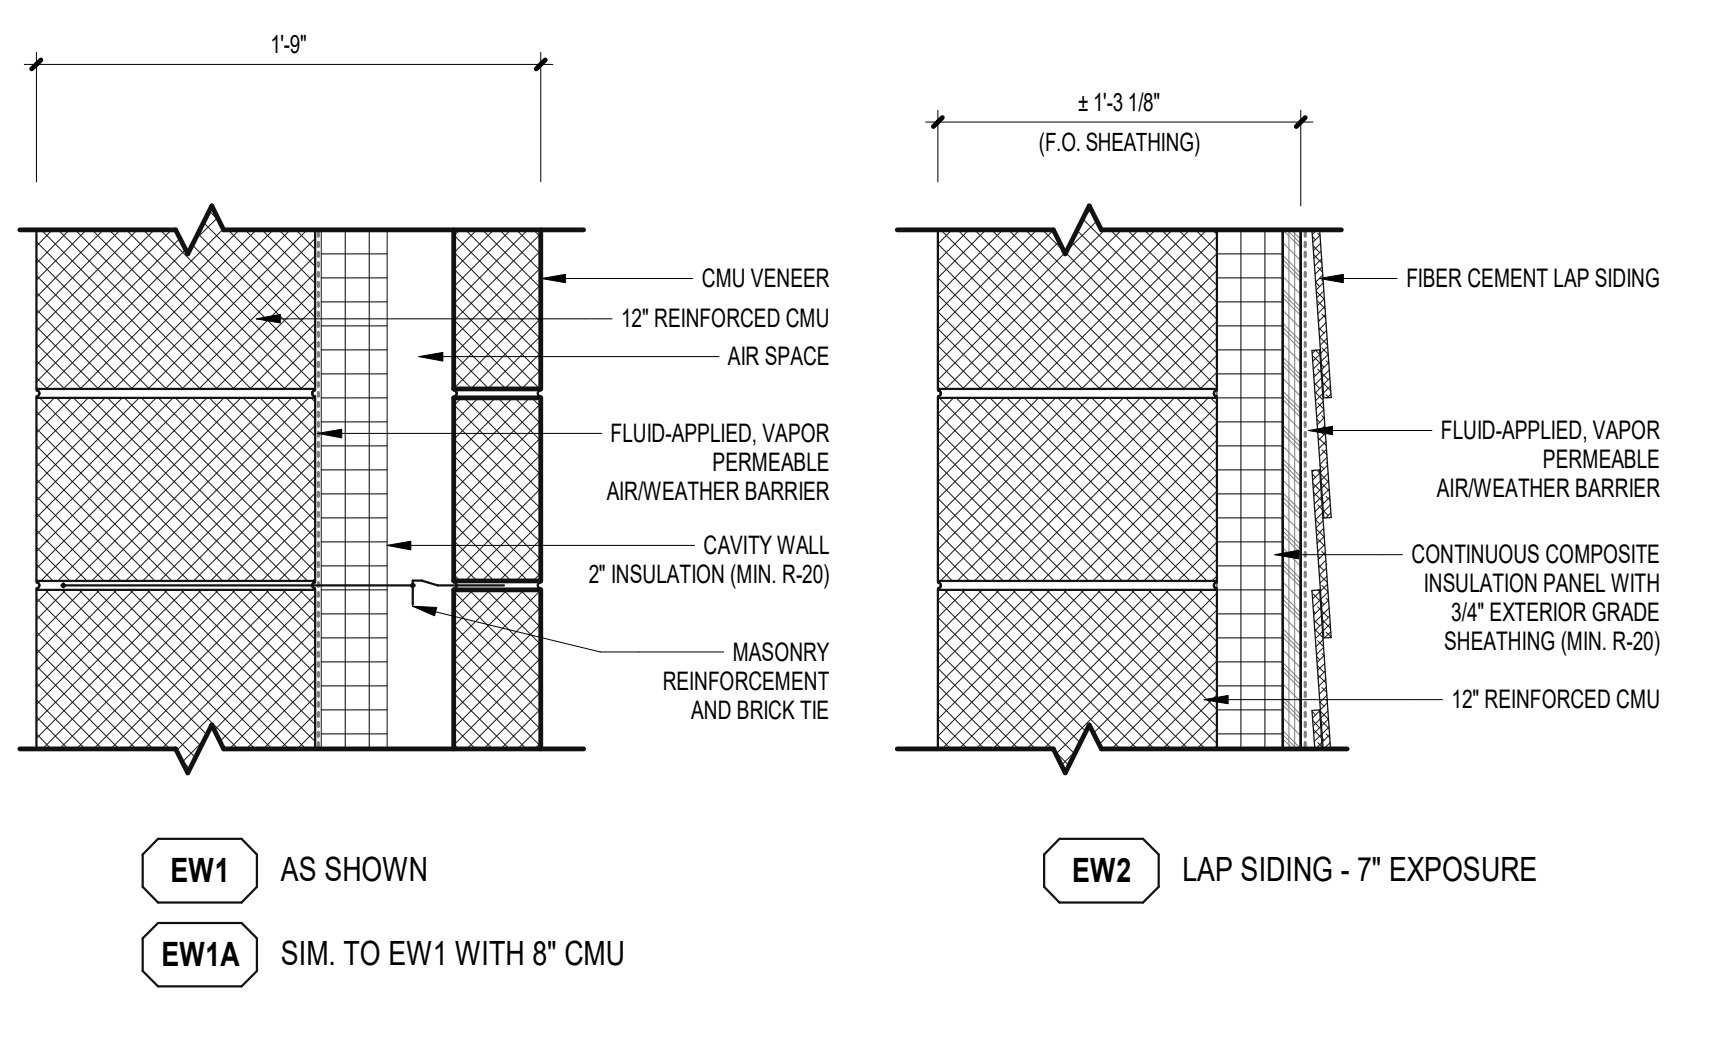 1'-9"
CMU VENEER
12" REINFORCED CMU
AIR SPACE
FLUID-APPLIED, VAPOR
PERMEABLE
AIR/WEATHER BARRIER
CAVITY WALL
2" INSULATION (MIN. R-20)
MASONRY
REINFORCEMENT
AND BRICK TIE
EW1 AS SHOWN
EW1A SIM. TO EW1 WITH 8" CMU
± 1'-3 1/8"
(F.O. SHEATHING)
FIBER CEMENT LAP SIDING
FLUID-APPLIED, VAPOR
PERMEABLE
AIR/WEATHER BARRIER
CONTINUOUS COMPOSITE
INSULATION PANEL WITH
3/4" EXTERIOR GRADE
SHEATHING (MIN. R-20)
12" REINFORCED CMU
EW2 LAP SIDING - 7" EXPOSURE